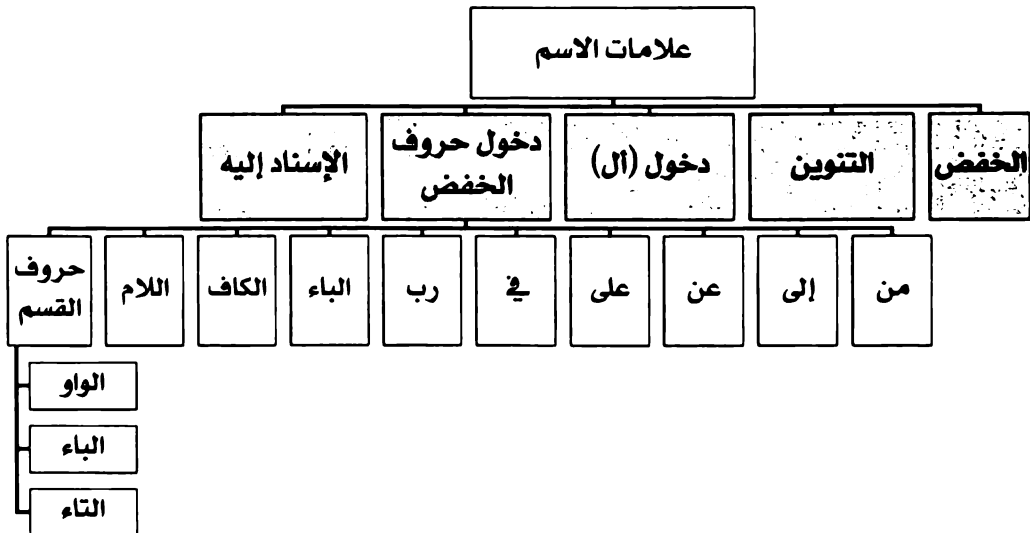 علامات الاسم
الخفض
التنوين
دخول (أل)
دخول حروف
الخفض
الإسناد إليه
من
إلى
عن
على
في
رب
الباء
الكاف
اللام
حروف
القسم
الواو
الباء
التاء